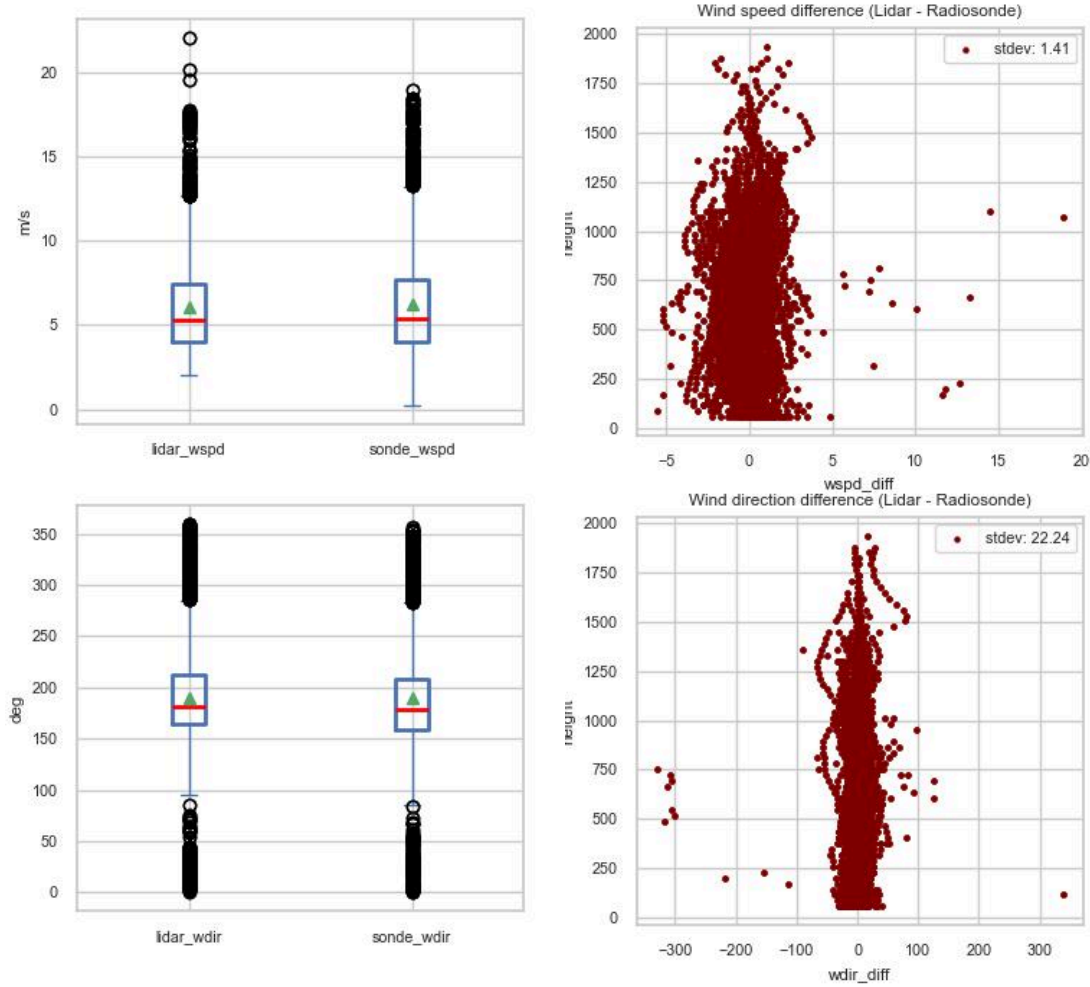 20
15
m/s
10
5
0
lidar_wspd sonde_wspd
Wind speed difference (Lidar - Radiosonde)
stdev: 1.41
2000
1750
1500
1250
height
1000
750
500
250
0
−5 0 5 10 15 20
wspd_diff
350
300
250
200
deg
150
100
50
0
lidar_wdir sonde_wdir
Wind direction difference (Lidar - Radiosonde)
stdev: 22.24
2000
1750
1500
1250
height
1000
750
500
250
0
−300 −200 −100 0 100 200 300
wdir_diff